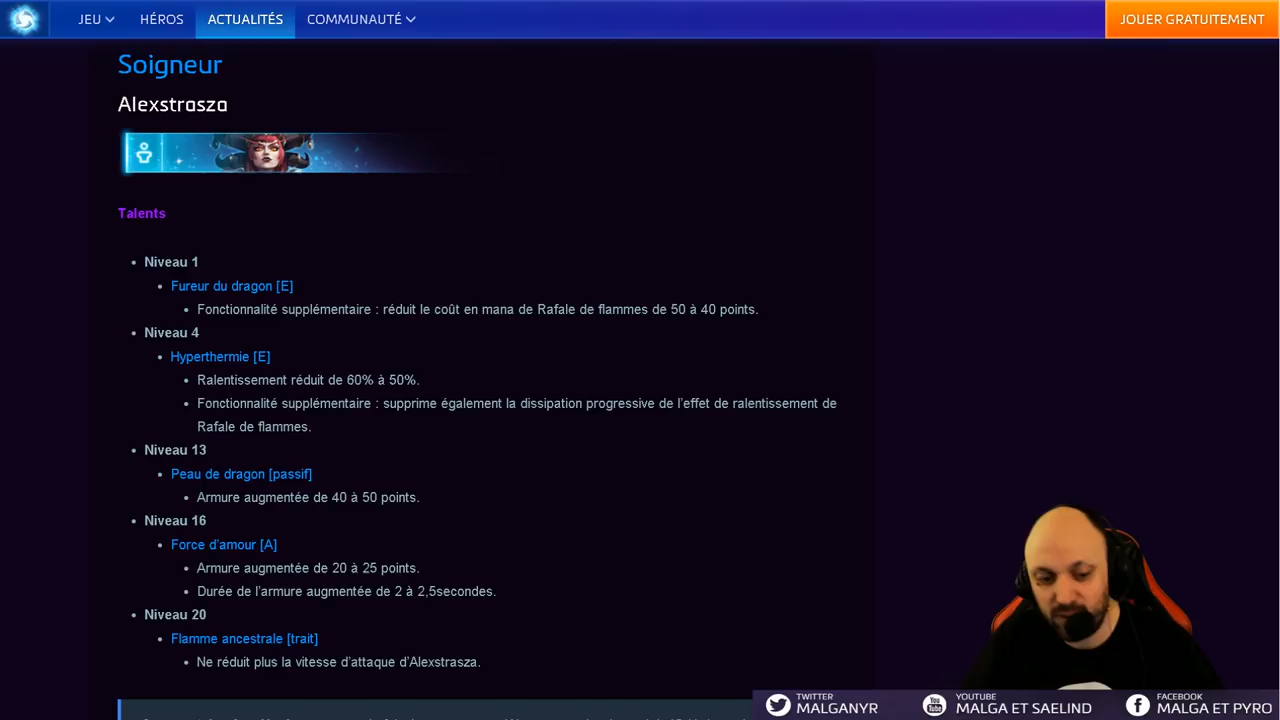 JEU HÉROS ACTUALITÉS COMMUNAUTÉ JOUER GRATUITEMENT
Soigneur
Alexstrasza
Talents
• Niveau 1
• Fureur du dragon [E]
• Fonctionnalité supplémentaire : réduit le coût en mana de Rafale de flammes de 50 à 40 points.
• Niveau 4
• Hyperthermie [E]
• Ralentissement réduit de 60% à 50%.
• Fonctionnalité supplémentaire : supprime également la dissipation progressive de l'effet de ralentissement de
Rafale de flammes.
• Niveau 13
• Peau de dragon [passif]
• Armure augmentée de 40 à 50 points.
• Niveau 16
• Force d'amour [A]
• Armure augmentée de 20 à 25 points.
• Durée de l'armure augmentée de 2 à 2,5secondes.
• Niveau 20
• Flamme ancestrale [trait]
• Ne réduit plus la vitesse d'attaque d'Alexstrasza.
TWITTER
MALGANYR
YOUTUBE
MALGA ET SAELIND
FACEBOOK
MALGA ET PYRO